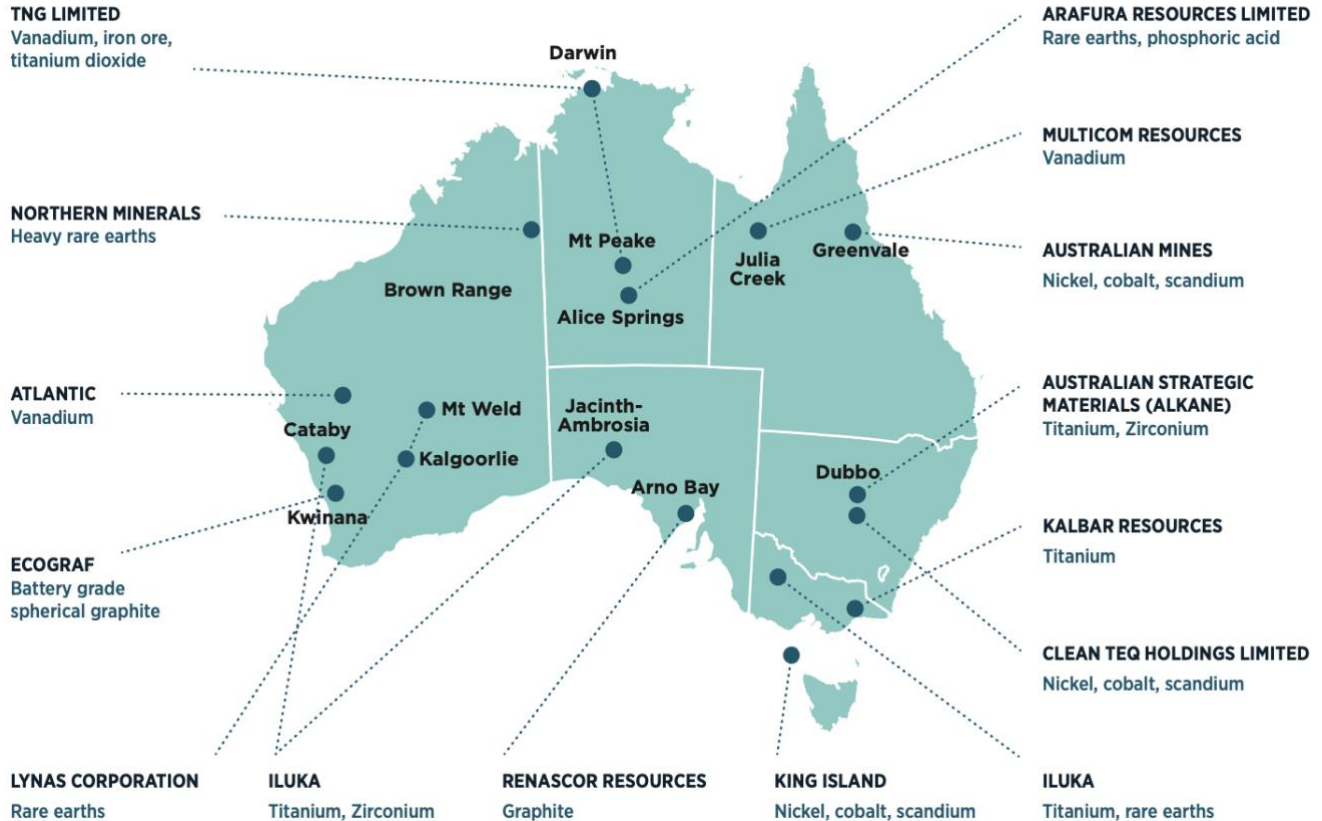 TNG LIMITED
Vanadium, iron ore,
titanium dioxide
NORTHERN MINERALS
Heavy rare earths
ATLANTIC
Vanadium
ECOGRAF
Battery grade
spherical graphite
LYNAS CORPORATION
Rare earths
ILUKA
Titanium, Zirconium
RENASCOR RESOURCES
Graphite
KING ISLAND
Nickel, cobalt, scandium
ILUKA
Titanium, rare earths
ARAFURA RESOURCES LIMITED
Rare earths, phosphoric acid
MULTICOM RESOURCES
Vanadium
AUSTRALIAN MINES
Nickel, cobalt, scandium
AUSTRALIAN STRATEGIC
MATERIALS (ALKANE)
Titanium, Zirconium
KALBAR RESOURCES
Titanium
CLEAN TEQ HOLDINGS LIMITED
Nickel, cobalt, scandium
Darwin
Mt Peake
Alice Springs
Brown Range
Julia
Creek
Greenvale
Mt Weld
Cataby
Kalgoorlie
Kwinana
Jacinth-
Ambrosia
Arno Bay
Dubbo